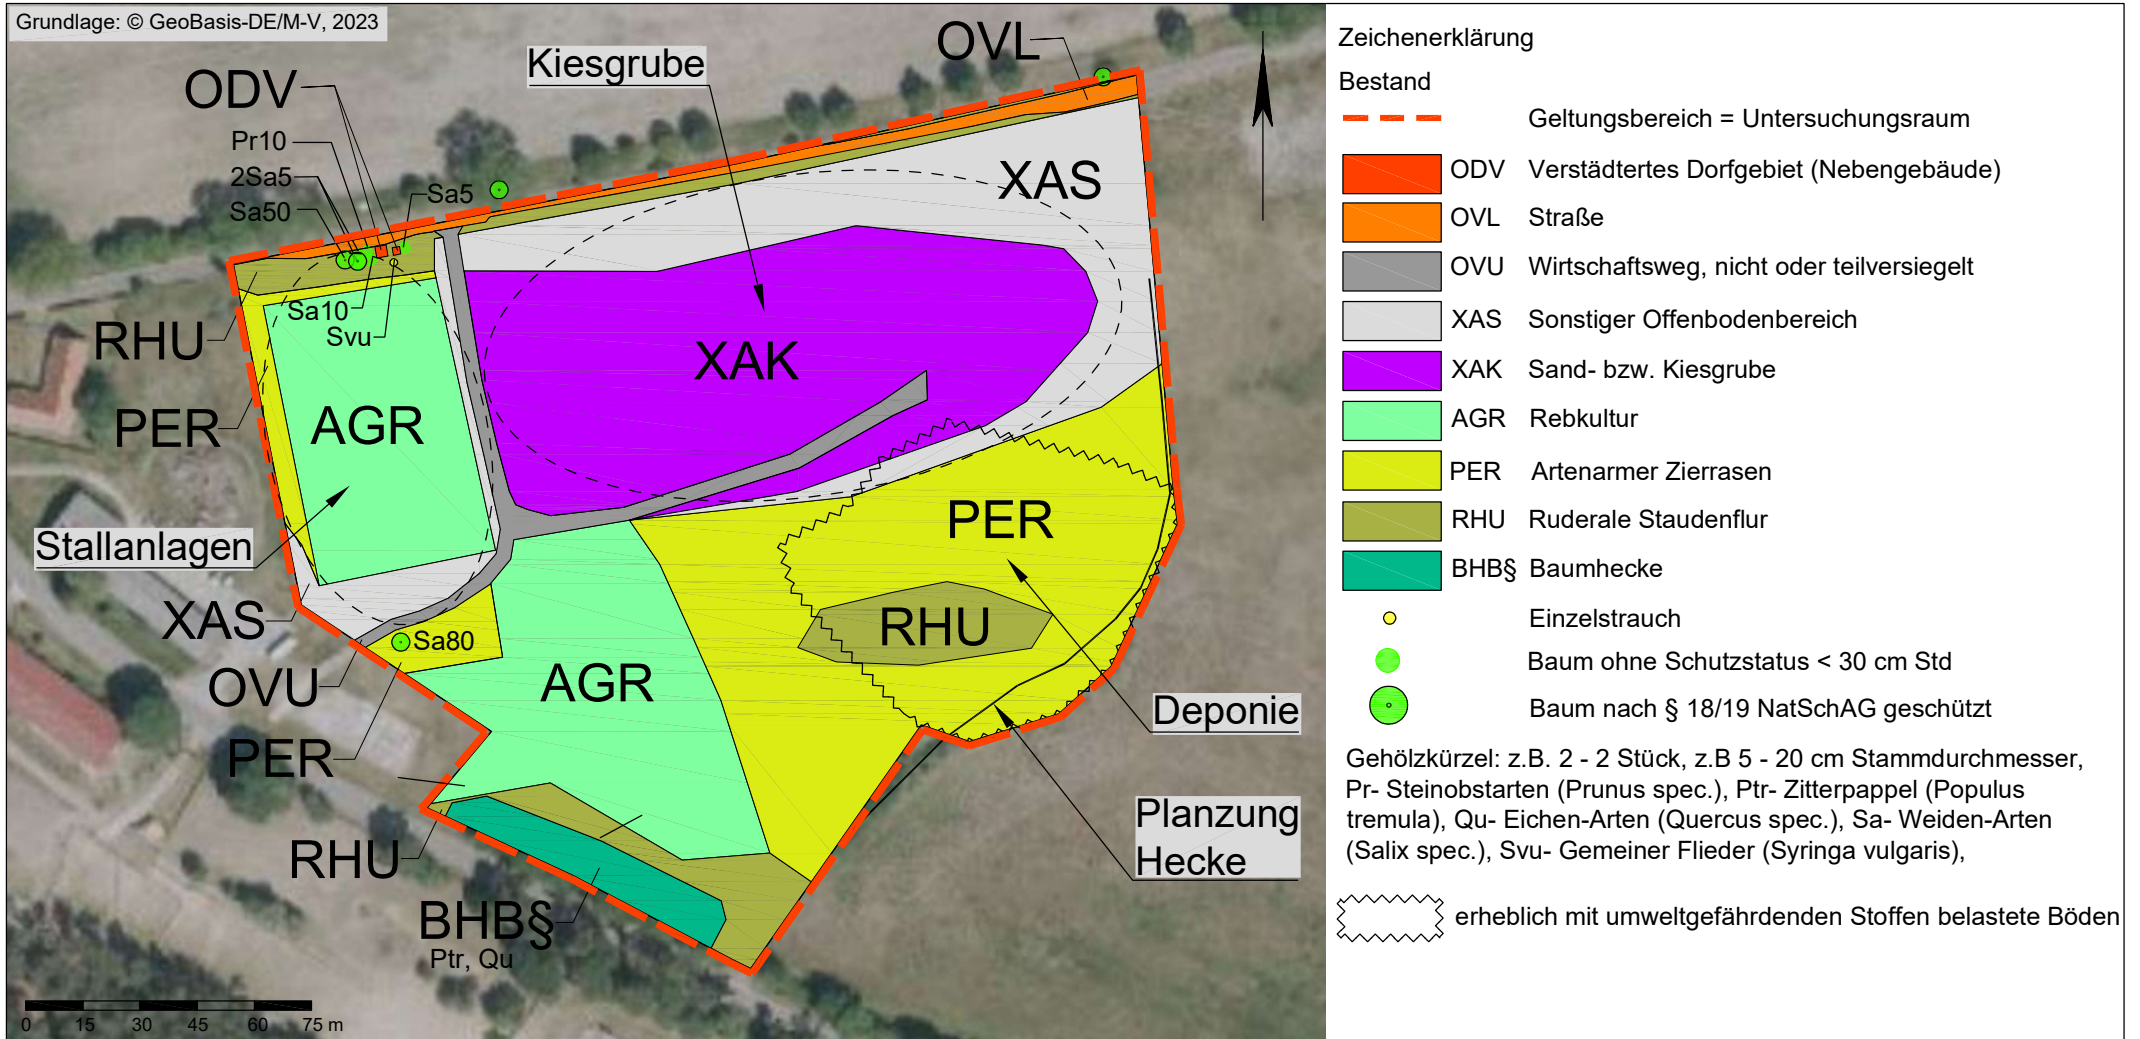 Grundlage: © GeoBasis-DE/M-V, 2023
ODV
Kiesgrube
OVL
Pr10
2Sa5
Sa50
Sa5
XAS
Sa10
Svu
RHU
PER
AGR
XAK
Stallanlagen
PER
XAS
RHU
Sa80
OVU
AGR
Deponie
PER
RHU
Planzung
Hecke
BHB§
Ptr, Qu
0 15 30 45 60 75 m
Zeichenerklärung
Bestand
Geltungsbereich = Untersuchungsraum
ODV Verstädtertes Dorfgebiet (Nebengebäude)
OVL Straße
OVU Wirtschaftsweg, nicht oder teilversiegelt
XAS Sonstiger Offenbodenbereich
XAK Sand- bzw. Kiesgrube
AGR Rebkultur
PER Artenarmer Zierrasen
RHU Ruderale Staudenflur
BHB§ Baumhecke
Einzelstrauch
Baum ohne Schutzstatus < 30 cm Std
Baum nach § 18/19 NatSchAG geschützt
Gehölzkürzel: z.B. 2 - 2 Stück, z.B 5 - 20 cm Stammdurchmesser,
Pr- Steinobstarten (Prunus spec.), Ptr- Zitterpappel (Populus
tremula), Qu- Eichen-Arten (Quercus spec.), Sa- Weiden-Arten
(Salix spec.), Svu- Gemeiner Flieder (Syringa vulgaris),
erheblich mit umweltgefährdenden Stoffen belastete Böden